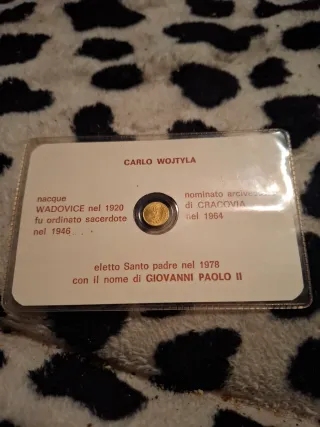 CARLO WOJTYLA
nacque
WADOVICE nel 1920
fu ordinato sacerdote
nel 1946
nominato
di CRACOVIA
nel 1964
eletto Santo padre nel 1978
con il nome di GIOVANNI PAOLO II